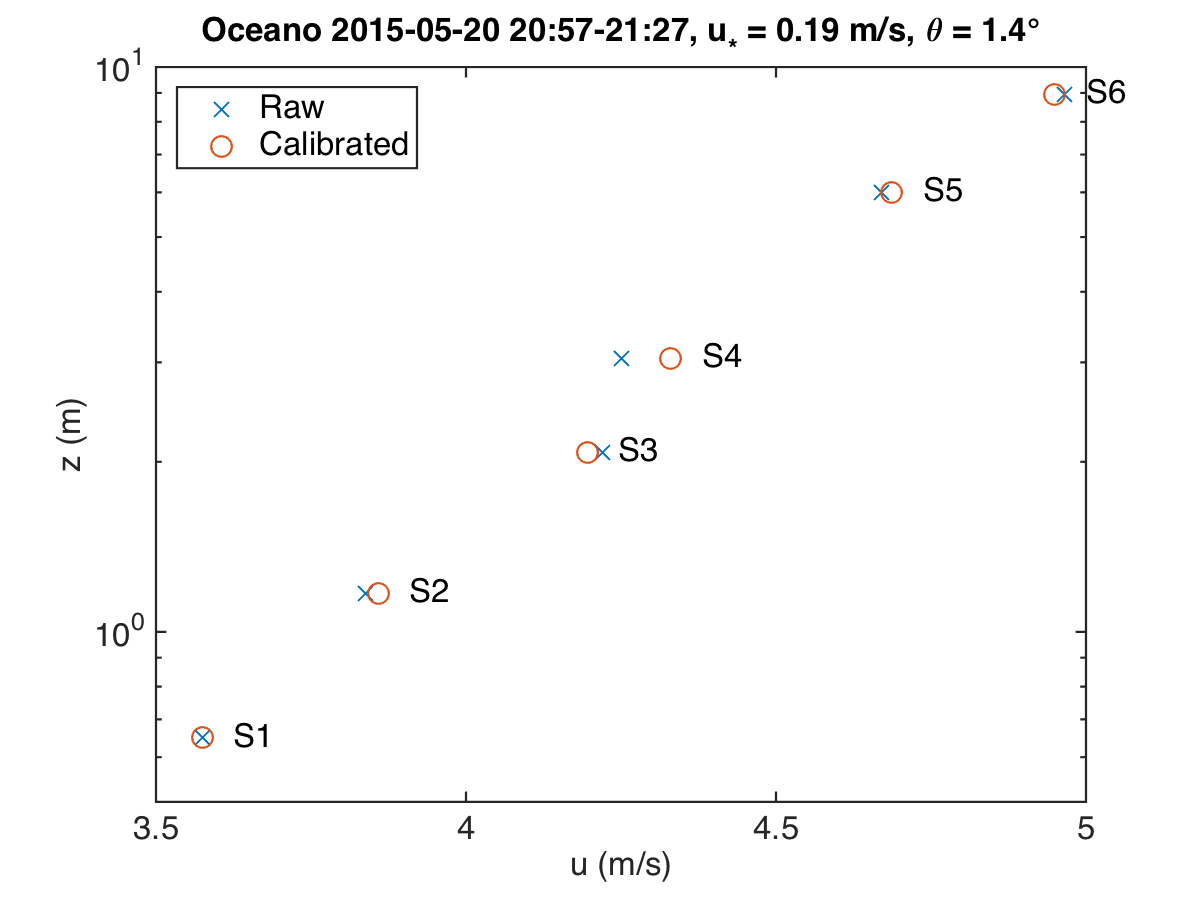 Oceano 2015-05-20 20:57-21:27, u* = 0.19 m/s, θ = 1.4°
10¹
Raw
Calibrated
S6
S5
S4
S3
S2
10⁰
S1
z (m)
3.5 4 4.5 5
u (m/s)